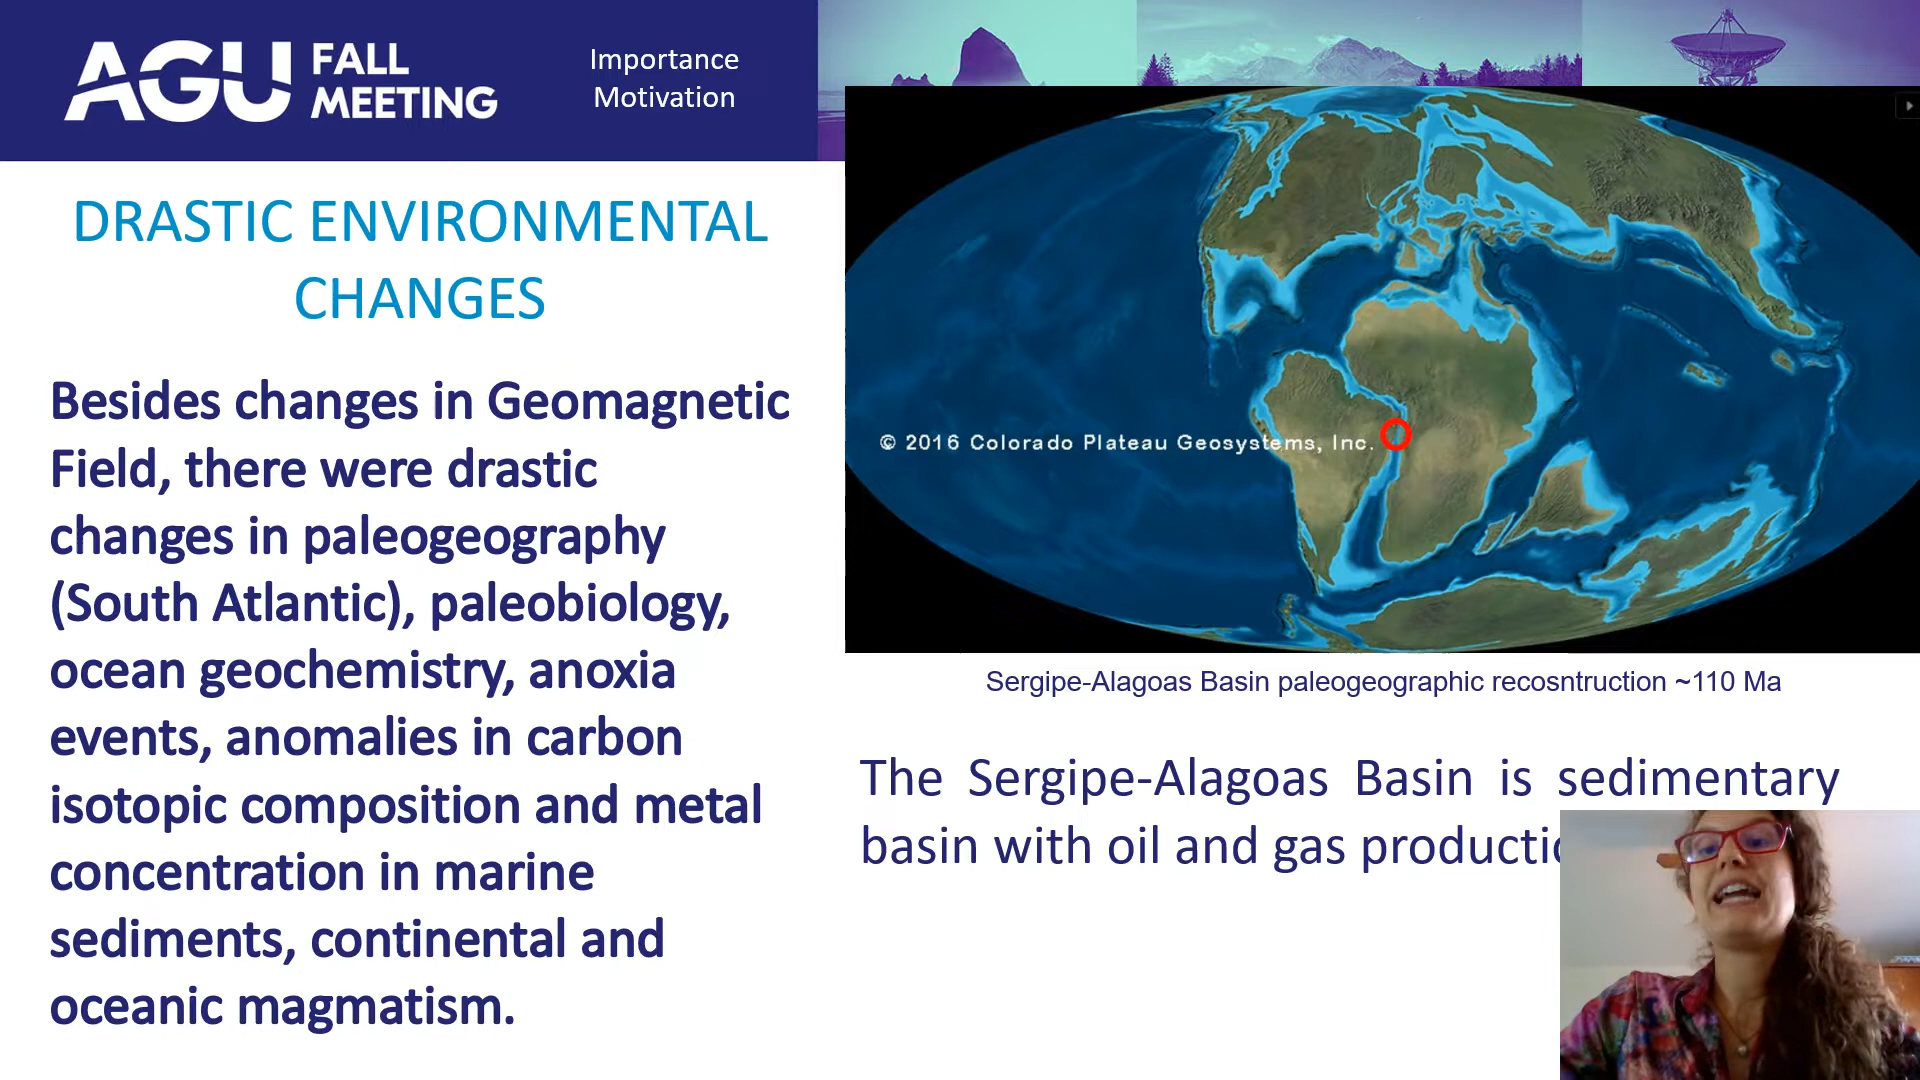 AGU FALL
MEETING
Importance
Motivation
DRASTIC ENVIRONMENTAL
CHANGES
Besides changes in Geomagnetic
Field, there were drastic
changes in paleogeography
(South Atlantic), paleobiology,
ocean geochemistry, anoxia
events, anomalies in carbon
isotopic composition and metal
concentration in marine
sediments, continental and
oceanic magmatism.
© 2016 Colorado Plateau Geosystems, Inc.
Sergipe-Alagoas Basin paleogeographic recosntruction ~110 Ma
The Sergipe-Alagoas Basin is sedimentary
basin with oil and gas